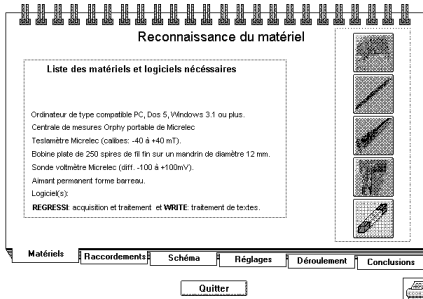 Reconnaissance du matériel
Liste des matériels et logiciels nécéssaires
Ordinateur de type compatible PC, Dos 5, Windows 3.1 ou plus.
Centrale de mesures Orphy portable de Micrelec
Teslamètre Micrelec (calibes: -40 à +40 mT).
Bobine plate de 250 spires de fil fin sur un mandrin de diamètre 12 mm.
Sonde voltmètre Micrelec (diff. -100 à +100mV).
Aimant permanent forme barreau.
Logiciel(s):
REGRESSI: acquisition et traitement et WRITE: traitement de textes.
Matériels Raccordements Schéma Réglages Déroulement Conclusions
Quitter